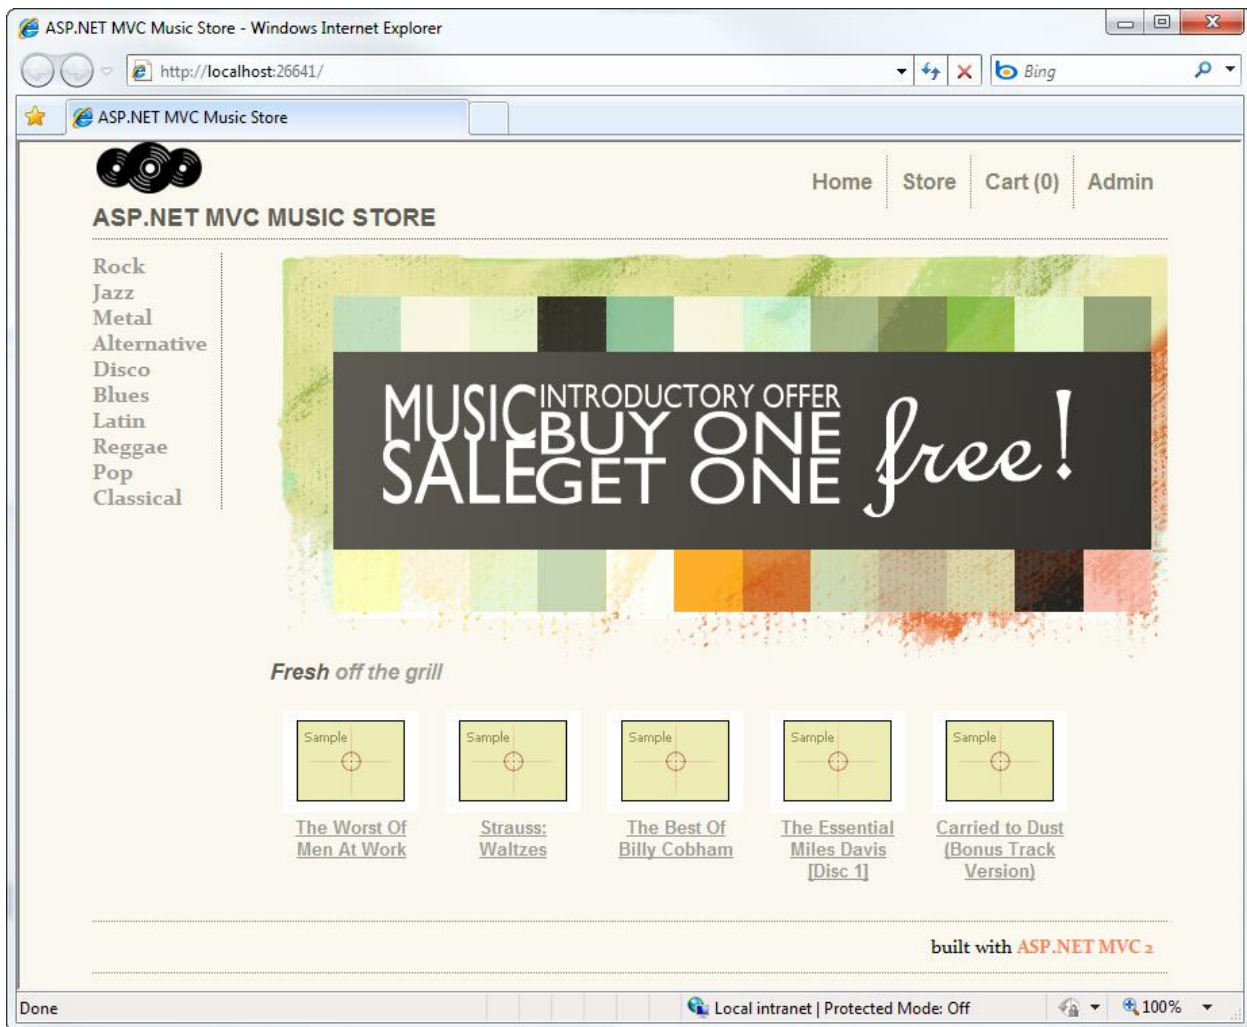 ASP.NET MVC Music Store - Windows Internet Explorer
http://localhost:26641/
Bing
ASP.NET MVC Music Store
Home Store Cart (0) Admin
ASP.NET MVC MUSIC STORE
Rock
Jazz
Metal
Alternative
Disco
Blues
Latin
Reggae
Pop
Classical
MUSIC SALE
INTRODUCTORY OFFER
BUY ONE
GET ONE
free!
Fresh off the grill
Sample Sample Sample Sample Sample
The Worst Of
Men At Work
Strauss:
Waltzes
The Best Of
Billy Cobham
The Essential
Miles Davis
[Disc 1]
Carried to Dust
(Bonus Track
Version)
built with ASP.NET MVC 2
Done
Local intranet | Protected Mode: Off
100%